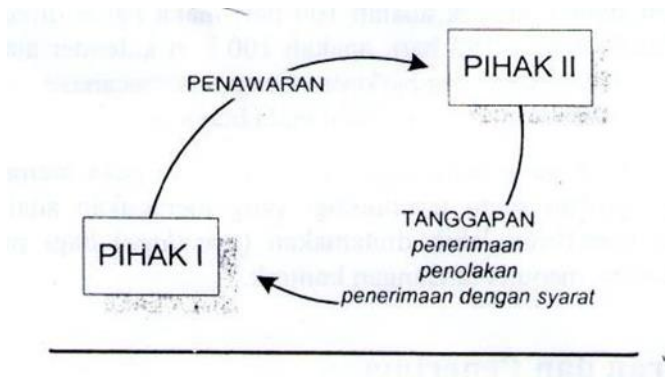 PENAWARAN
PIHAK II
PIHAK I
TANGGAPAN
penerimaan
penolakan
penerimaan dengan syarat